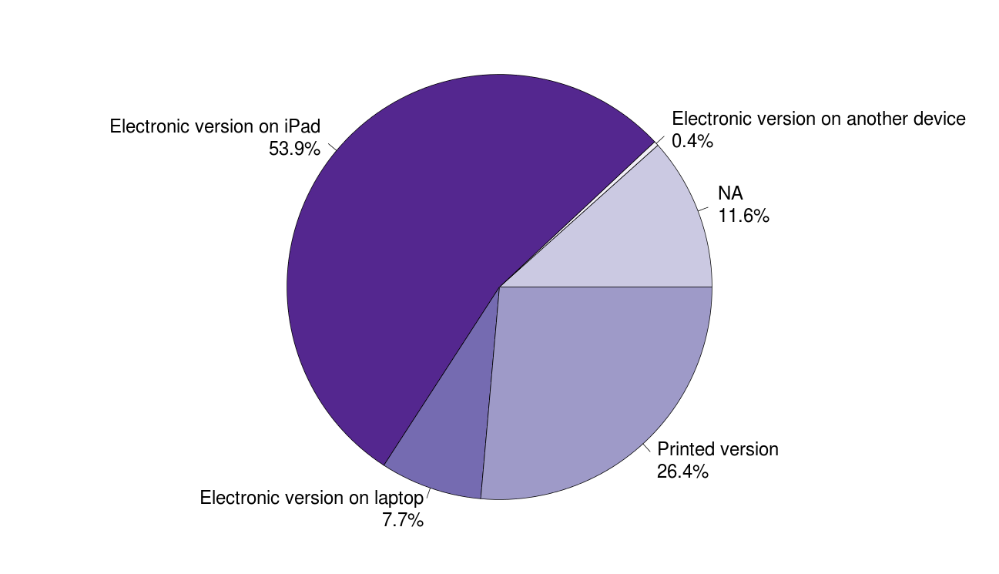 Electronic version on iPad
53.9%
Electronic version on another device
0.4%
NA
11.6%
Printed version
26.4%
Electronic version on laptop
7.7%